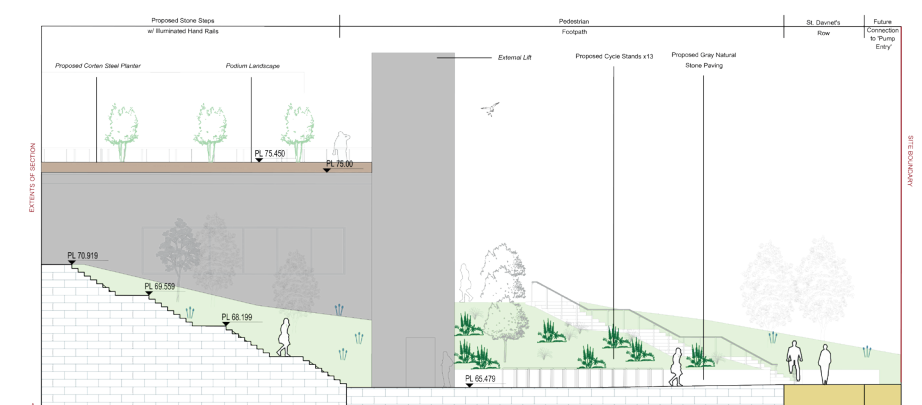 Proposed Stone Steps
w/ Illuminated Hand Rails
Pedestrian
Footpath
St. Davnet's
Row
Future
Connection
to 'Pump
Entry'
Proposed Corten Steel Planter
Podium Landscape
External Lift
Proposed Cycle Stands x13
Proposed Gray Natural
Stone Paving
EXTENTS OF SECTION
SITE BOUNDARY
PL 75.450
PL 75.00
PL 70.919
PL 69.559
PL 68.199
PL 65.479